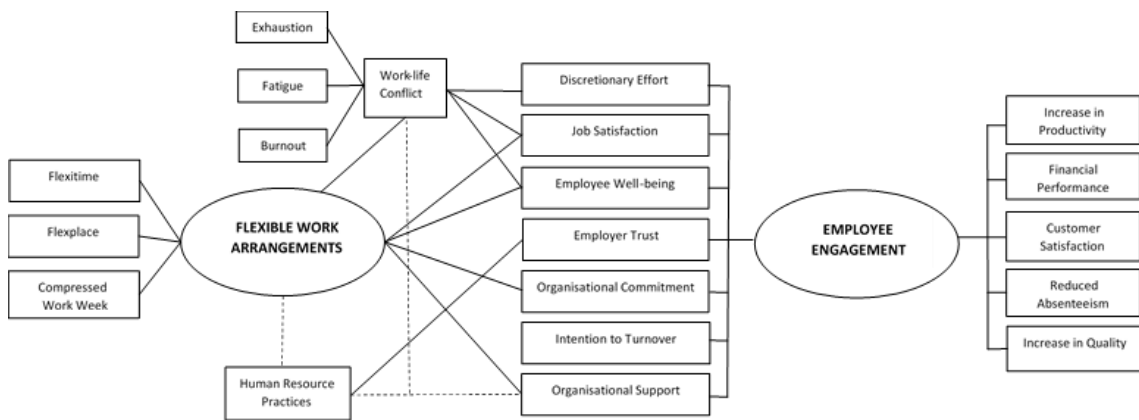 Exhaustion
Fatigue
Burnout
Work-life
Conflict
Flexitime
Flexplace
Compressed
Work Week
FLEXIBLE WORK
ARRANGEMENTS
Human Resource
Practices
Discretionary Effort
Job Satisfaction
Employee Well-being
Employer Trust
Organisational Commitment
Intention to Turnover
Organisational Support
EMPLOYEE
ENGAGEMENT
Increase in
Productivity
Financial
Performance
Customer
Satisfaction
Reduced
Absenteeism
Increase in Quality